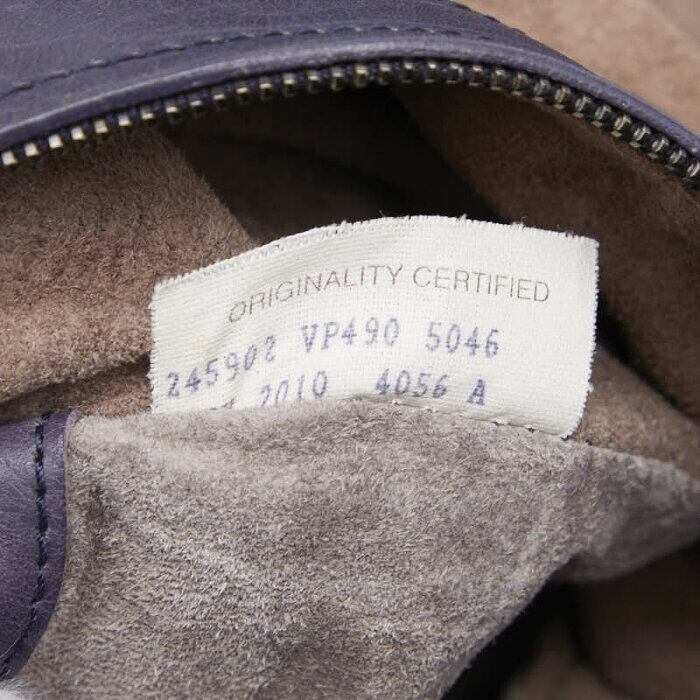 ORIGINALITY CERTIFIED
245902 VP490 5046
2010 4056 A